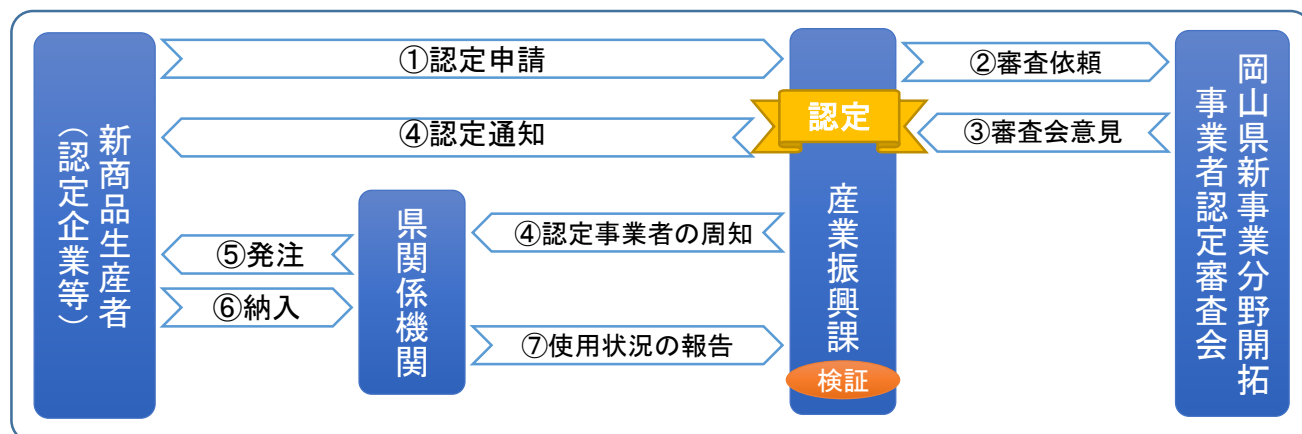 ①認定申請
②審査依頼
認定
④認定通知
③審査会意見
新商品生産者
（認定企業等）
県関係機関
④認定事業者の周知
⑤発注
⑥納入
⑦使用状況の報告
産業振興課
検証
岡山県新事業分野開拓
事業者認定審査会